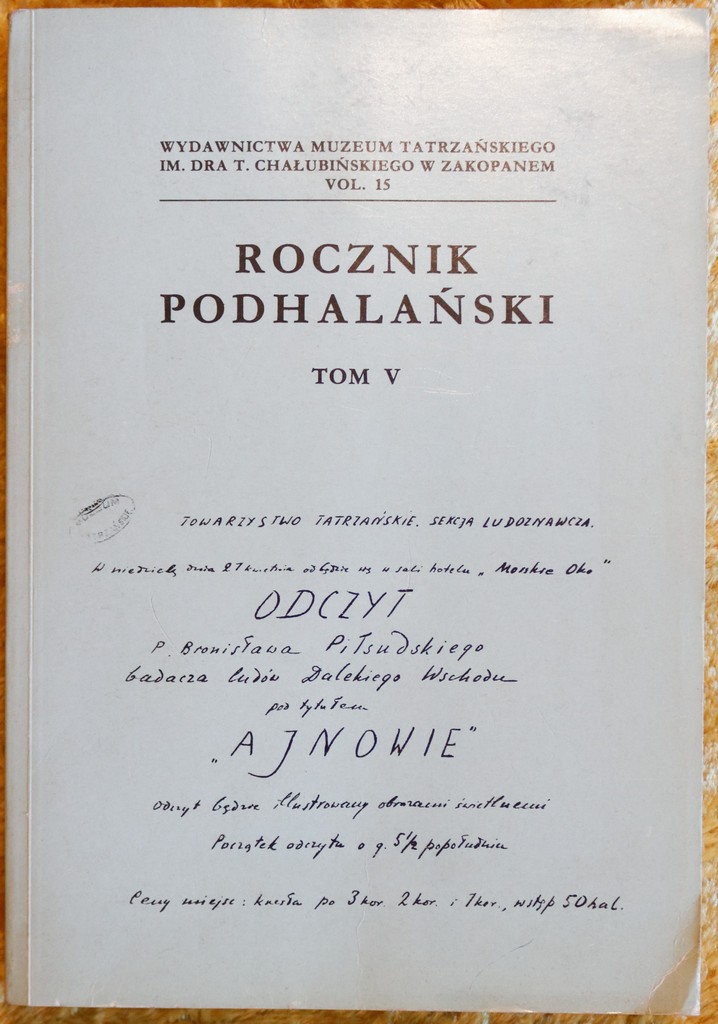 WYDAWNICTWA MUZEUM TATRZAŃSKIEGO
IM. DRA T. CHAŁUBIŃSKIEGO W ZAKOPANEM
VOL. 15
ROCZNIK
PODHALAŃSKI
TOM V
TOWARZYSTWO TATRZAŃSKIE. SEKCJA LUDOZNAWCZA.
W niedzielę dnia 27 kwietnia odbędzie się w sali hotelu „Morskie Oko"
ODCZYT
P. Bronisława Piłsudskiego
badacza ludów Dalekiego Wschodu
pod tytułem
„AJNOWIE"
Odczyt będzie illustrowany obrazami świetlnemi
Początek odczytu o g. 5 1/2 popołudniu
Ceny miejsc: krzesła po 3 kor. 2 kor. i 1 kor., wstęp 50 hal.